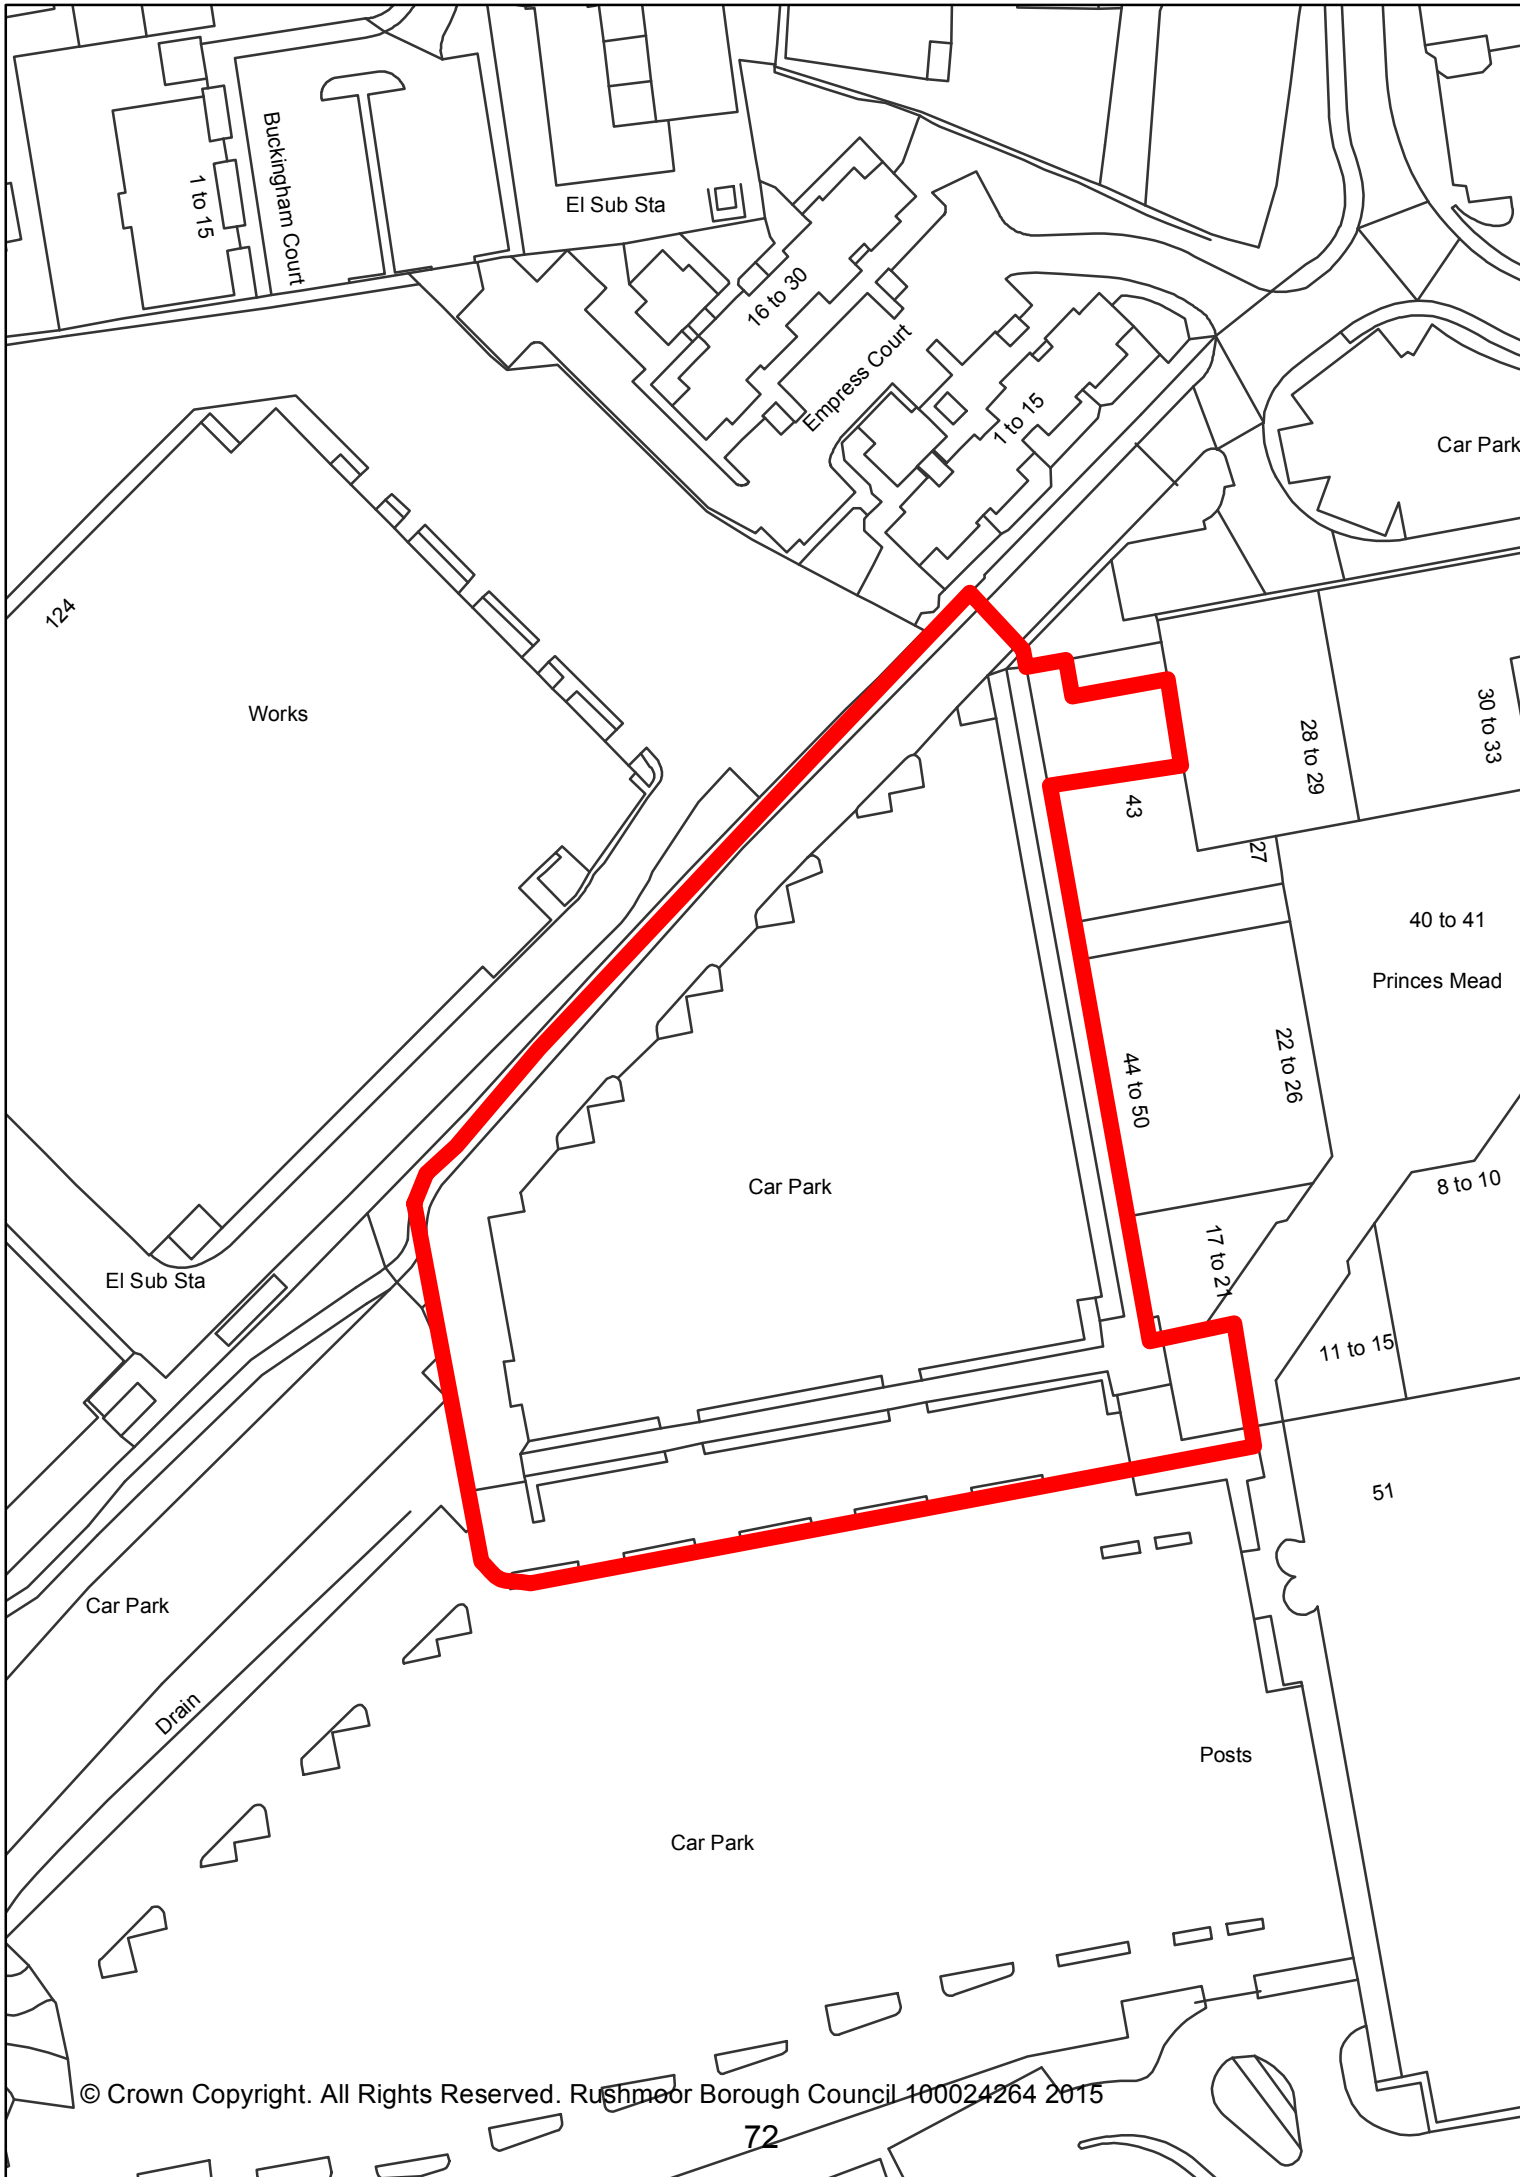 Buckingham Court
1 to 15
El Sub Sta
16 to 30
Empress Court
1 to 15
Car Park
124
Works
28 to 29
30 to 33
43
27
40 to 41
Princes Mead
22 to 26
44 to 50
Car Park
8 to 10
17 to 21
El Sub Sta
11 to 15
51
Car Park
Drain
Posts
Car Park
© Crown Copyright. All Rights Reserved. Rushmoor Borough Council 100024264 2015
72